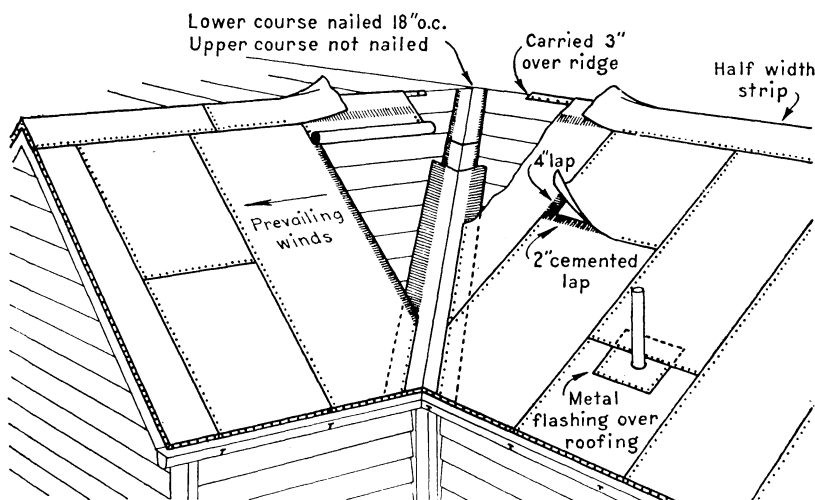 Lower course nailed 18"o.c.
Upper course not nailed
Carried 3"
over ridge
Half width
strip
4"lap
Prevailing
winds
2"cemented
lap
Metal
flashing over
roofing